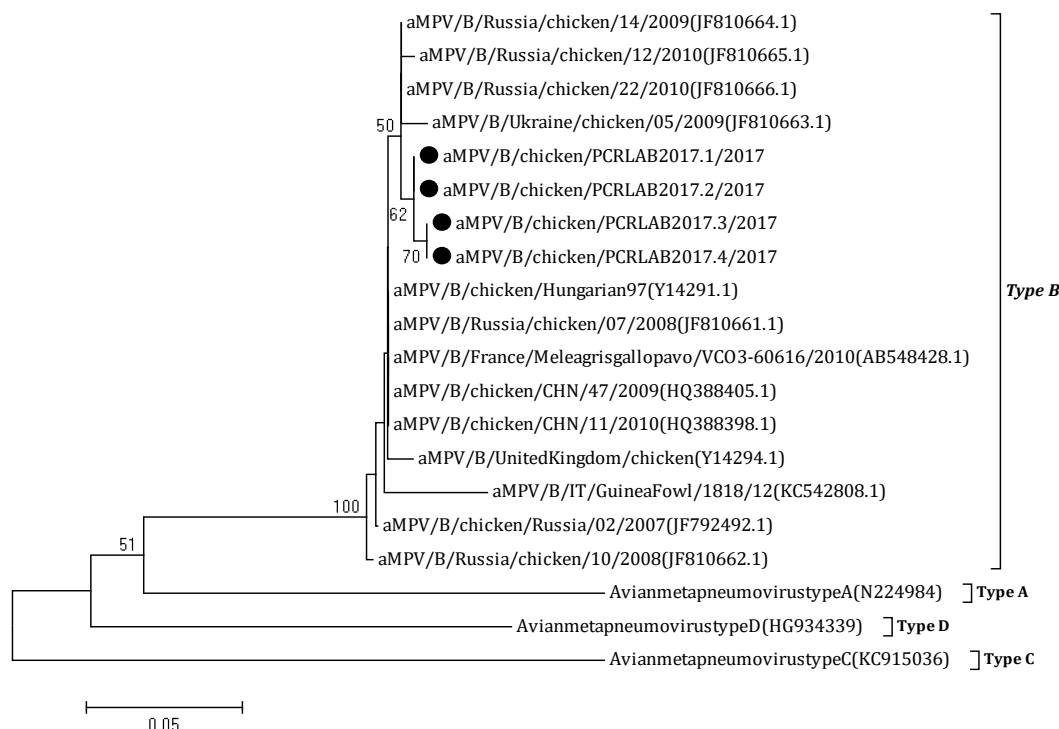 aMPV/B/Russia/chicken/14/2009(JF810664.1)
aMPV/B/Russia/chicken/12/2010(JF810665.1)
aMPV/B/Russia/chicken/22/2010(JF810666.1)
50
aMPV/B/Ukraine/chicken/05/2009(JF810663.1)
aMPV/B/chicken/PCRLAB2017.1/2017
aMPV/B/chicken/PCRLAB2017.2/2017
62
aMPV/B/chicken/PCRLAB2017.3/2017
70
aMPV/B/chicken/PCRLAB2017.4/2017
aMPV/B/chicken/Hungarian97(Y14291.1)
Type B
aMPV/B/Russia/chicken/07/2008(JF810661.1)
aMPV/B/France/Meleagrisgallopavo/VCO3-60616/2010(AB548428.1)
aMPV/B/chicken/CHN/47/2009(HQ388405.1)
aMPV/B/chicken/CHN/11/2010(HQ388398.1)
aMPV/B/UnitedKingdom/chicken(Y14294.1)
aMPV/B/IT/GuineaFowl/1818/12(KC542808.1)
100
aMPV/B/chicken/Russia/02/2007(JF792492.1)
51
aMPV/B/Russia/chicken/10/2008(JF810662.1)
AvianmetapneumovirustypeA(N224984) Type A
AvianmetapneumovirustypeD(HG934339) Type D
AvianmetapneumovirustypeC(KC915036) Type C
0.05